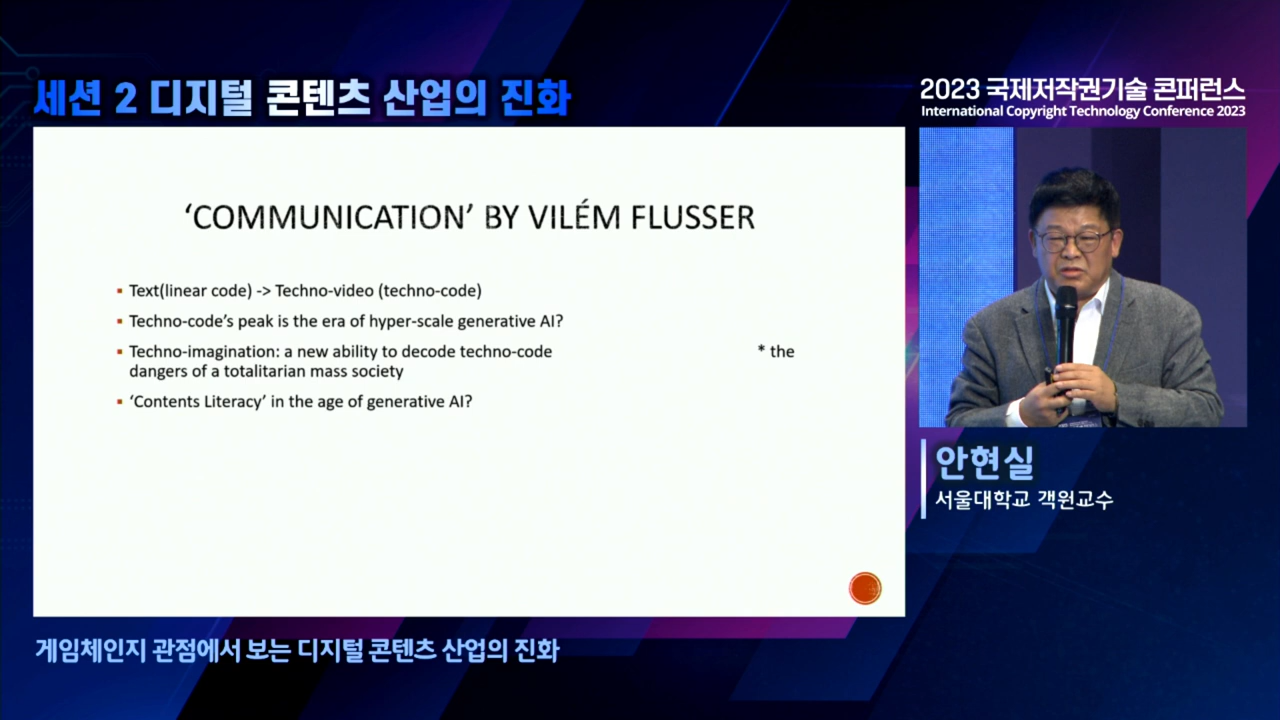 세션 2 디지털 콘텐츠 산업의 진화
2023 국제저작권기술 콘퍼런스
International Copyright Technology Conference 2023
‘COMMUNICATION’ BY VILÉM FLUSSER
▪ Text(linear code) -> Techno-video (techno-code)
▪ Techno-code’s peak is the era of hyper-scale generative AI?
▪ Techno-imagination: a new ability to decode techno-code * the
dangers of a totalitarian mass society
▪ ‘Contents Literacy’ in the age of generative AI?
안현실
서울대학교 객원교수
게임체인지 관점에서 보는 디지털 콘텐츠 산업의 진화